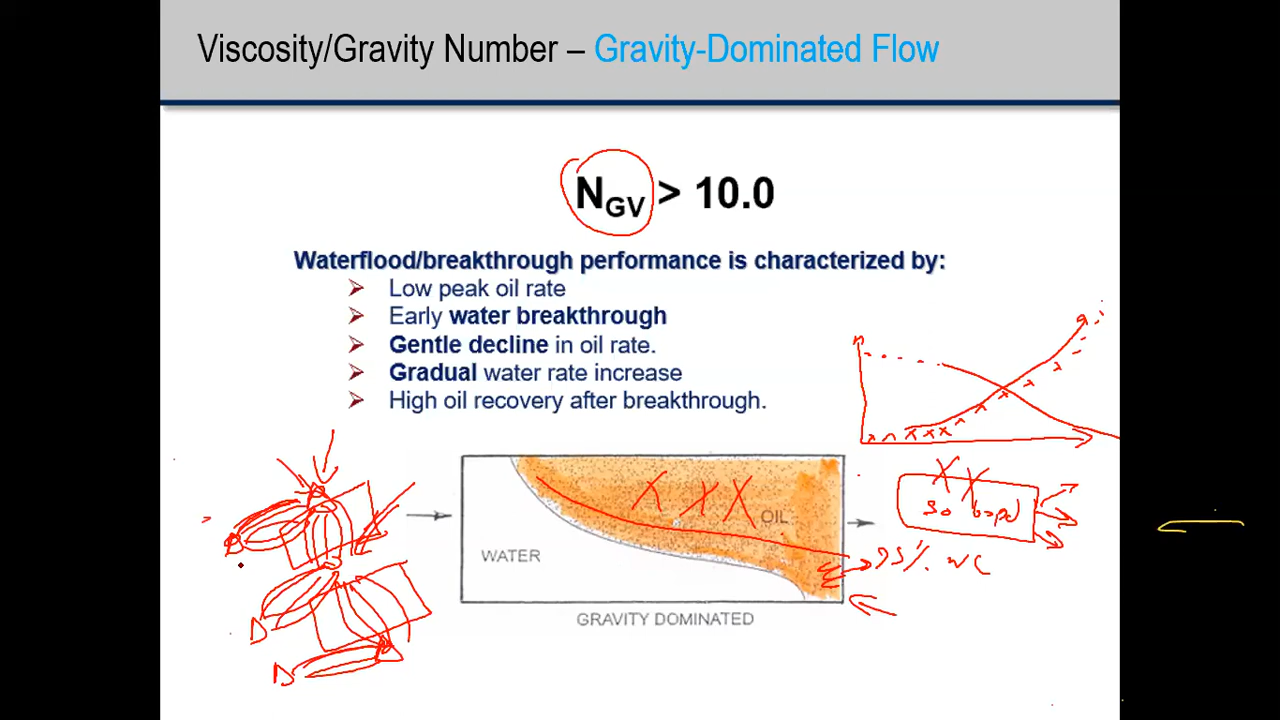 Viscosity/Gravity Number – Gravity-Dominated Flow
NGV > 10.0
Waterflood/breakthrough performance is characterized by:
Low peak oil rate
Early water breakthrough
Gentle decline in oil rate.
Gradual water rate increase
High oil recovery after breakthrough.
X X X OIL
WATER
GRAVITY DOMINATED
30 bopd
95% WC